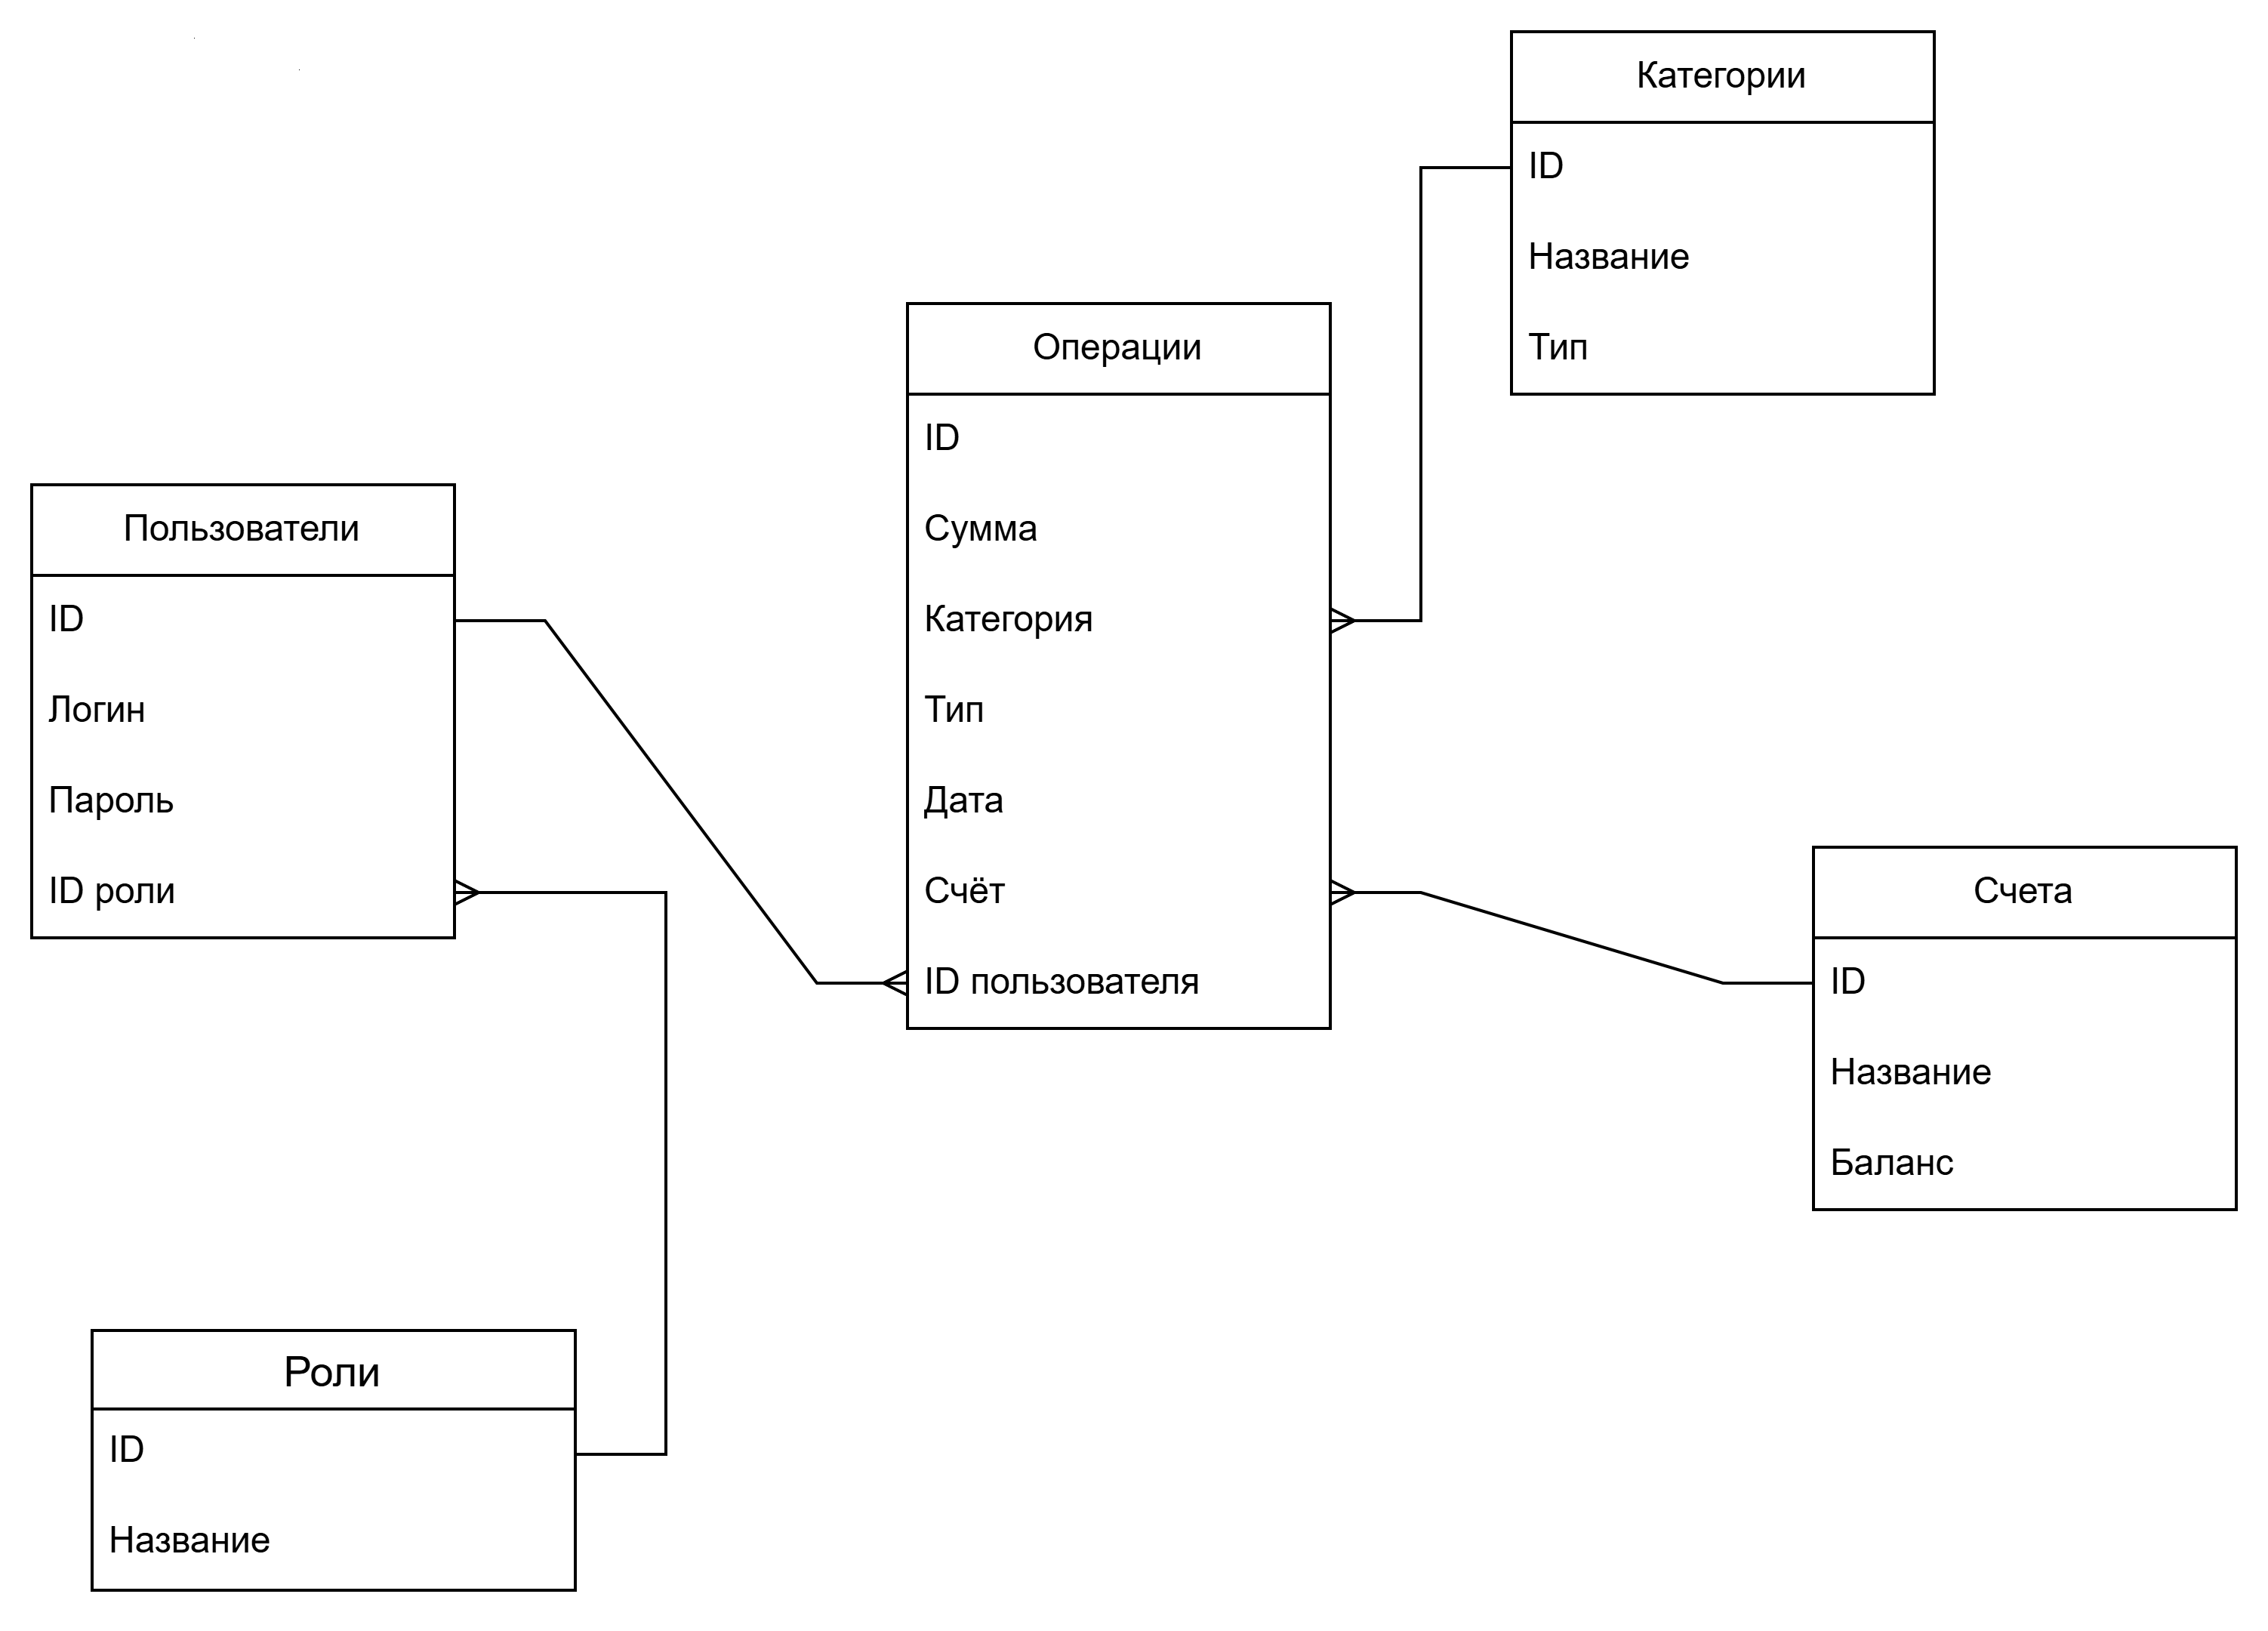 Категории
ID
Название
Тип
Операции
ID
Сумма
Категория
Тип
Дата
Счёт
ID пользователя
Пользователи
ID
Логин
Пароль
ID роли
Счета
ID
Название
Баланс
Роли
ID
Название